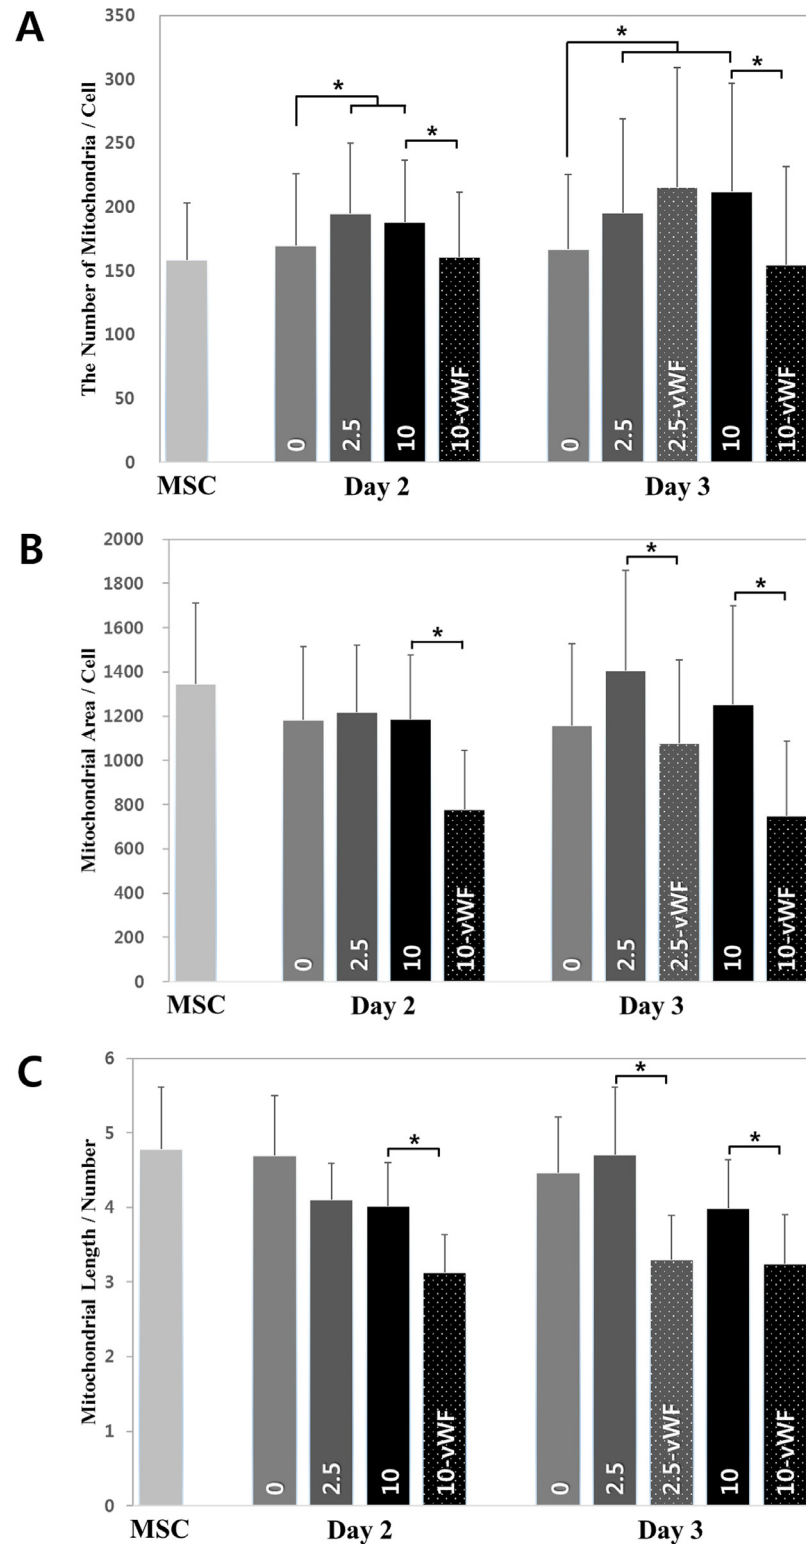 A
The Number of Mitochondria / Cell
350
300
250
200
150
100
50
0
*
*
*
*
0
2.5
10
10-vWF
0
2.5
2.5-vWF
10
10-vWF
MSC
Day 2
Day 3
B
Mitochondrial Area / Cell
2000
1800
1600
1400
1200
1000
800
600
400
200
0
*
*
*
0
2.5
10
10-vWF
0
2.5
2.5-vWF
10
10-vWF
MSC
Day 2
Day 3
C
Mitochondrial Length / Number
6
5
4
3
2
1
0
*
*
*
0
2.5
10
10-vWF
0
2.5
2.5-vWF
10
10-vWF
MSC
Day 2
Day 3